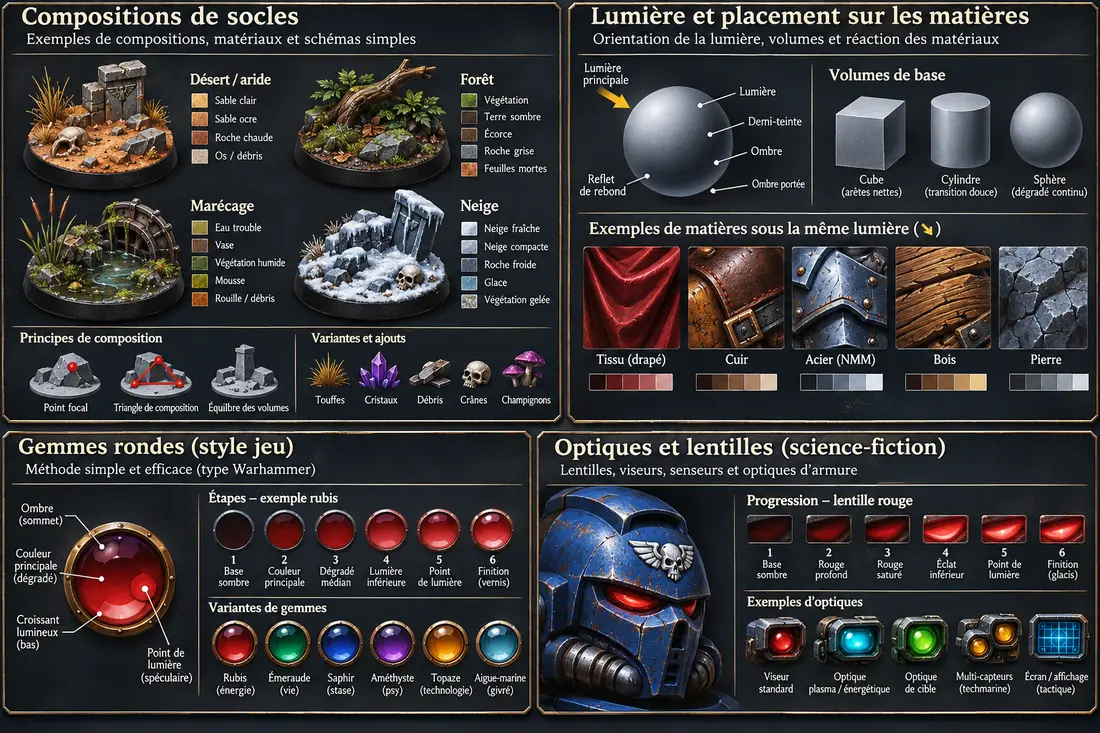 Compositions de socles
Exemples de compositions, matériaux et schémas simples
Désert / aride
Sable clair
Sable ocre
Roche chaude
Os / débris
Forêt
Végétation
Terre sombre
Écorce
Roche grise
Feuilles mortes
Marécage
Eau trouble
Vase
Végétation humide
Mousse
Rouille / débris
Neige
Neige fraîche
Neige compacte
Roche froide
Glace
Végétation gelée
Principes de composition
Point focal
Triangle de composition
Équilbre des volumes
Variantes et ajouts
Touffes
Cristaux
Débris
Crânes
Champignons
Lumière et placement sur les matières
Orientation de la lumière, volumes et réaction des matériaux
Lumière
principale
Lumière
Demi-teinte
Ombre
Ombre portée
Reflet
de rebond
Volumes de base
Cube
(arêtes nettes)
Cylindre
(transition douce)
Sphère
(dégradé continu)
Exemples de matières sous la même lumière (↘)
Tissu (drapé)
Cuir
Acier (NMM)
Bois
Pierre
Gemmes rondes (style jeu)
Méthode simple et efficace (type Warhammer)
Ombre
(sommet)
Couleur
principale
(dégradé)
Croissant
lumineux
(bas)
Point de
lumière
(spéculaire)
Étapes – exemple rubis
1
Base
sombre
2
Couleur
principale
3
Dégradé
médian
4
Lumière
inférieure
5
Point
de lumière
6
Finition
(vernis)
Variantes de gemmes
Rubis
(énergie)
Émeraude
(vie)
Saphir
(stase)
Améthyste
(psy)
Topaze
(technologie)
Aigue-marine
(givré)
Optiques et lentilles (science-fiction)
Lentilles, viseurs, senseurs et optiques d'armure
Progression – lentille rouge
1
Base
sombre
2
Rouge
profond
3
Rouge
saturé
4
Éclat
inférieur
5
Point de
lumière
6
Finition
(glacis)
Exemples d'optiques
Viseur
standard
Optique
plasma / énergétique
Optique
de cible
Multi-capteurs
(techmarine)
Écran / affichage
(tactique)